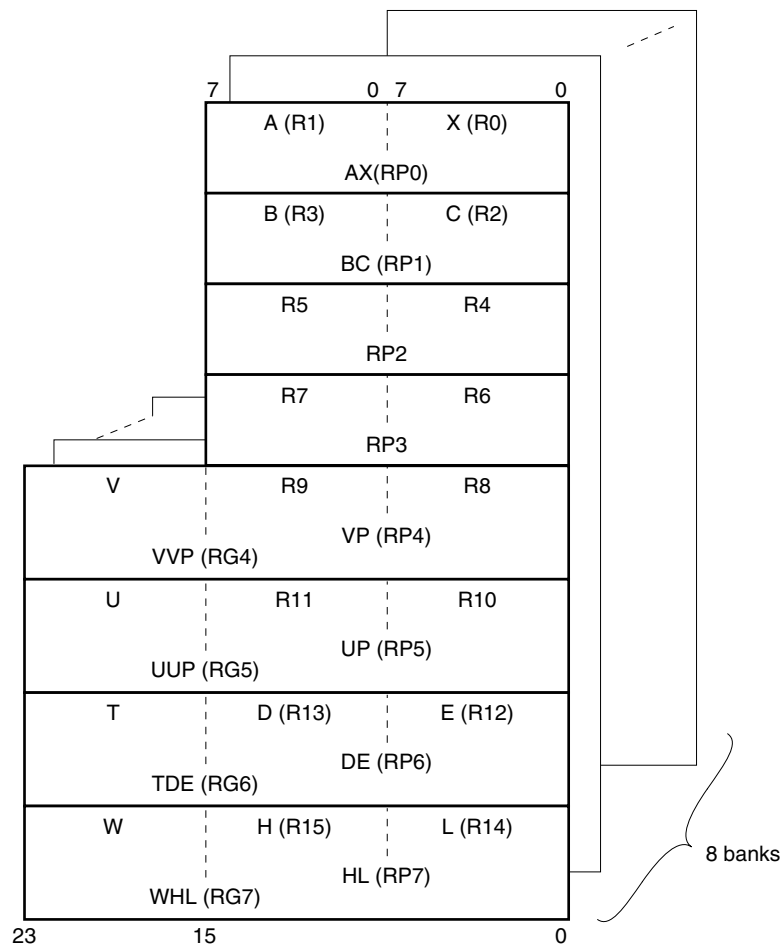 7 0 7 0
A (R1) X (R0)
AX(RP0)
B (R3) C (R2)
BC (RP1)
R5 R4
RP2
R7 R6
RP3
V R9 R8
VP (RP4)
VVP (RG4)
U R11 R10
UP (RP5)
UUP (RG5)
T D (R13) E (R12)
DE (RP6)
TDE (RG6)
W H (R15) L (R14)
HL (RP7)
8 banks
WHL (RG7)
23 15 0